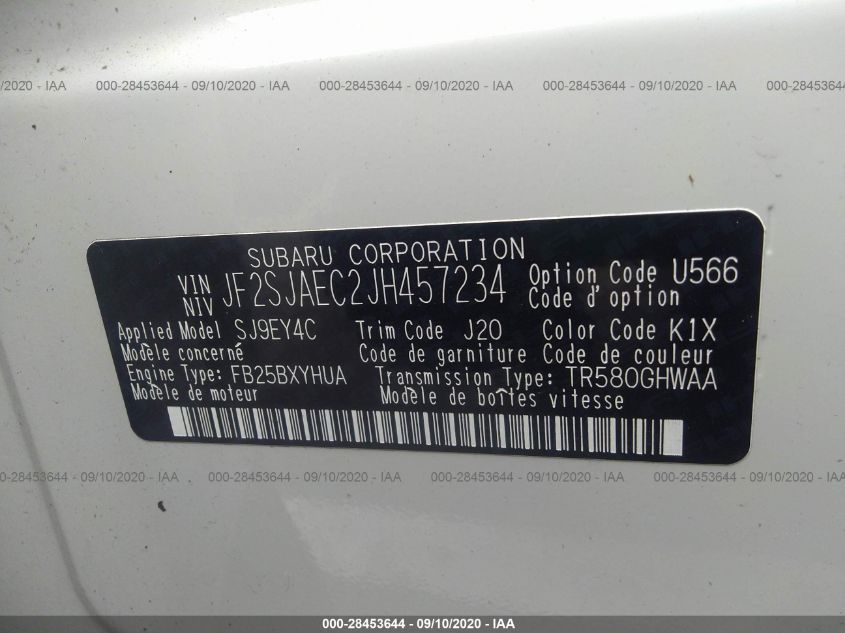 9/10/2020 - IAA 000-28453644 - 09/10/2020 - IAA 000-28453644 - 09/10/2020 - IAA 000-28453644 - 09/10/2020 - IAA 000-28453644
SUBARU CORPORATION
VIN JF2SJAEC2JH457234 Option Code U566
NIV Code d'option
Applied Model SJ9EY4C Trim Code J20 Color Code K1X
Modèle concerné Code de garniture Code de couleur
Engine Type: FB25BXYHUA Transmission Type: TR580GHWAA
Modèle de moteur Modèle de boîtes vitesse
09/10/2020 - IAA 000-28453644 - 09/10/2020 - IAA 000-28453644 - 09/10/2020 - IAA 000-28453644 - 09/10/2020 - IAA 000-28453644
000-28453644 - 09/10/2020 - IAA